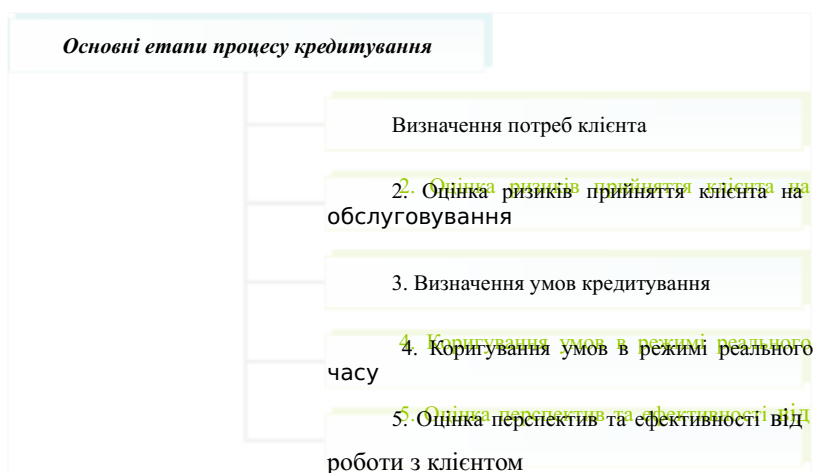 Основні етапи процесу кредитування
Визначення потреб клієнта
2. Оцінка ризиків прийняття клієнта на
обслуговування
3. Визначення умов кредитування
4. Коригування умов в режимі реального
часу
5. Оцінка перспектив та ефективності від
роботи з клієнтом